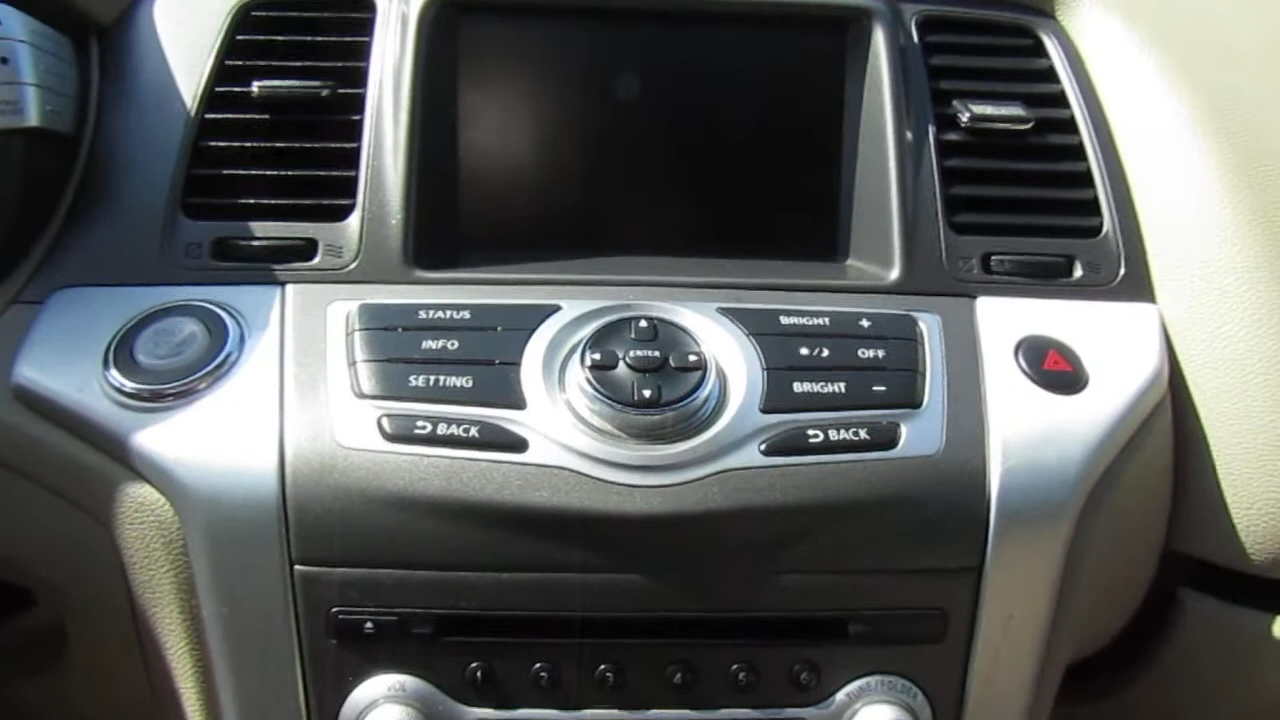 STATUS
INFO
SETTING
BACK
ENTER
BRIGHT +
/ OFF
BRIGHT −
BACK
1 2 3 4 5 6
VOL
TUNE/FOLDER